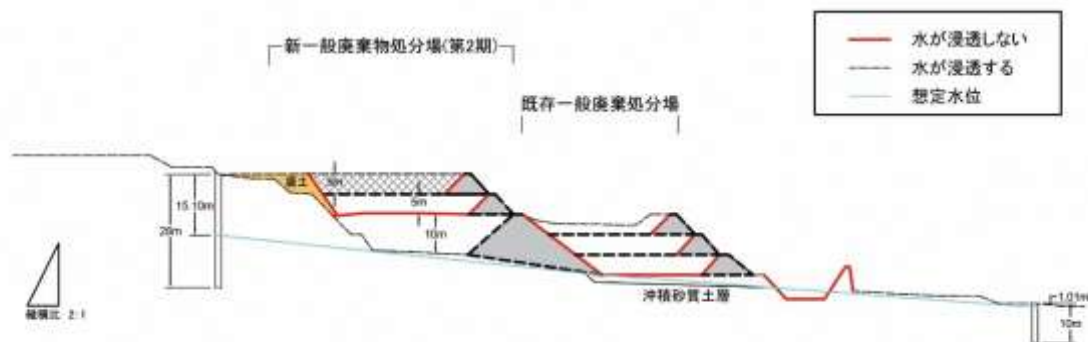 水が浸透しない
水が浸透する
想定水位
新一般廃棄物処分場(第2期)
既存一般廃棄処分場
盛土
5m
5m
15.10m
28m
10m
沖積砂質土層
縦横比 2:1
-1.01m
10m